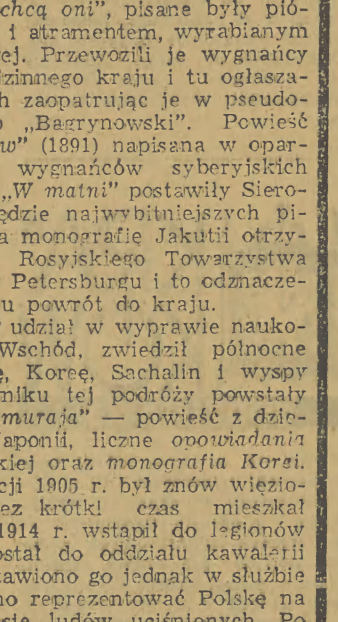 chcą oni", pisane były pió-
i atramentem, wyrabianym
ej. Przewozili je wygnańcy
dzinnego kraju i tu ogłasza-
h zaopatrując je w pseudo-
„Bagrynowski". Powieść
w" (1891) napisana w opar-
wygnańców syberyjskich
„W matni" postawiły Siero-
ędzie najwybitniejszych pi-
a monografię Jakutii otrzy-
Rosyjskiego Towarzystwa
Petersburgu i to odznacze-
u powrót do kraju.
udział w wyprawie nauko-
Wschód, zwiedził północne
ę, Koreę, Sachalin i wyspy
niku tej podróży powstały
muraja" — powieść z dzie-
aponii, liczne opowiadania
kiej oraz monografia Korei.
cji 1905 r. był znów więzio-
ez krótki czas mieszkał
1914 r. wstąpił do legionów
ostał do oddziału kawalerii
tawiono go jednak w służbie
no reprezentować Polskę na
sie ludów uciśnionych. Po